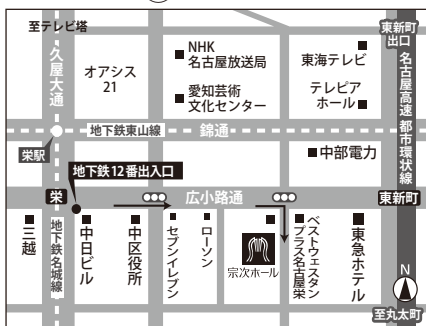 至テレビ塔
東新町
出口
久屋大通
オアシス
21
NHK
名古屋放送局
愛知芸術
文化センター
東海テレビ
テレピア
ホール
名古屋高速 都市環状線
地下鉄東山線
錦通
栄駅
中部電力
地下鉄12番出入口
栄
広小路通
東新町
三越
地下鉄名城線
中日ビル
中区役所
セブンイレブン
ローソン
宗次ホール
ベストウェスタン
プラス名古屋栄
東急ホテル
N
至丸太町